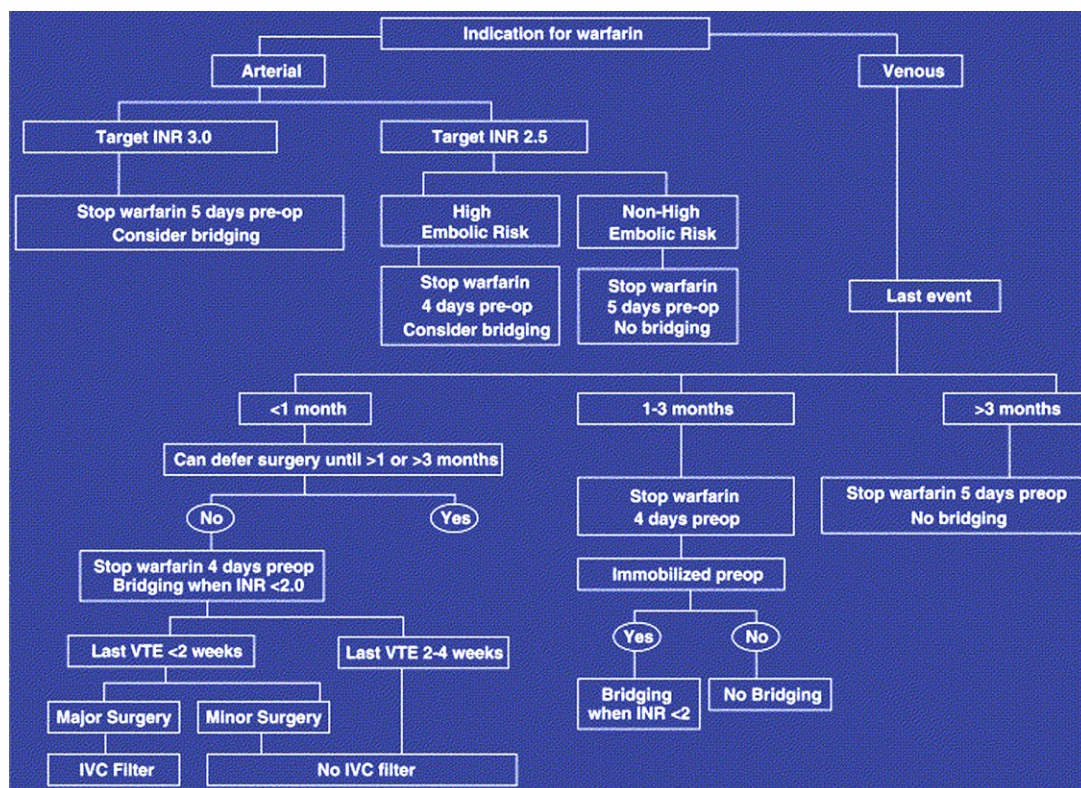 Indication for warfarin
Arterial
Venous
Target INR 3.0
Target INR 2.5
Stop warfarin 5 days pre-op
Consider bridging
High
Embolic Risk
Non-High
Embolic Risk
Stop warfarin
4 days pre-op
Consider bridging
Stop warfarin
5 days pre-op
No bridging
Last event
<1 month
1-3 months
>3 months
Can defer surgery until >1 or >3 months
No
Yes
Stop warfarin
4 days preop
Stop warfarin 5 days preop
No bridging
Stop warfarin 4 days preop
Bridging when INR <2.0
Immobilized preop
Yes
No
Last VTE <2 weeks
Last VTE 2-4 weeks
Bridging
when INR <2
No Bridging
Major Surgery
Minor Surgery
IVC Filter
No IVC filter